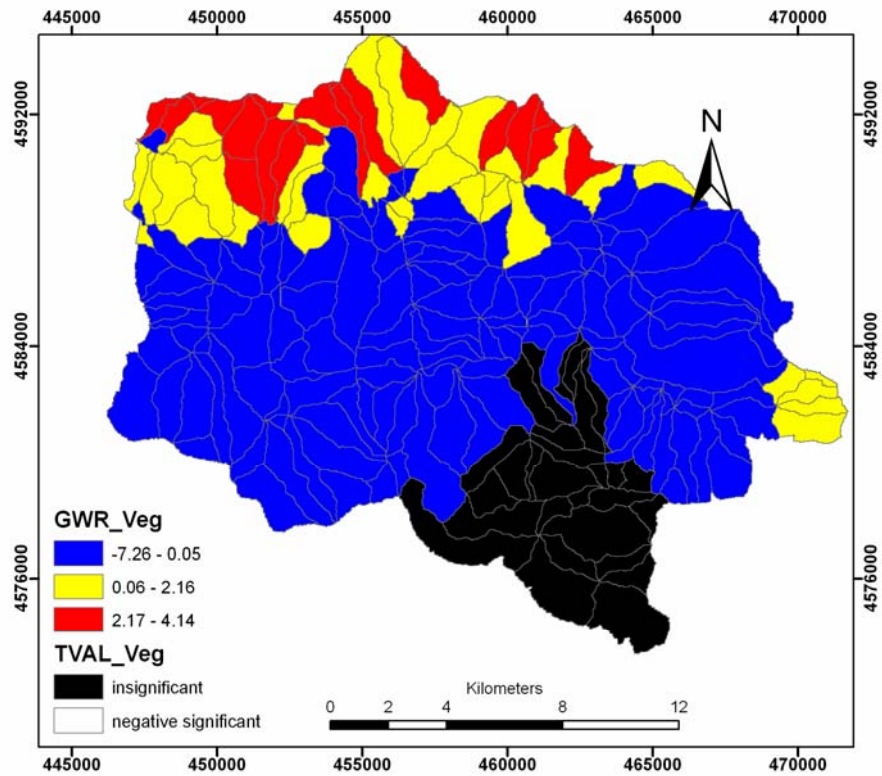 445000 450000 455000 460000 465000 470000
4592000 4592000
N
4584000 4584000
GWR_Veg
-7.26 - 0.05
0.06 - 2.16
2.17 - 4.14
4576000 4576000
TVAL_Veg
insignificant
negative significant
Kilometers
0 2 4 8 12
445000 450000 455000 460000 465000 470000